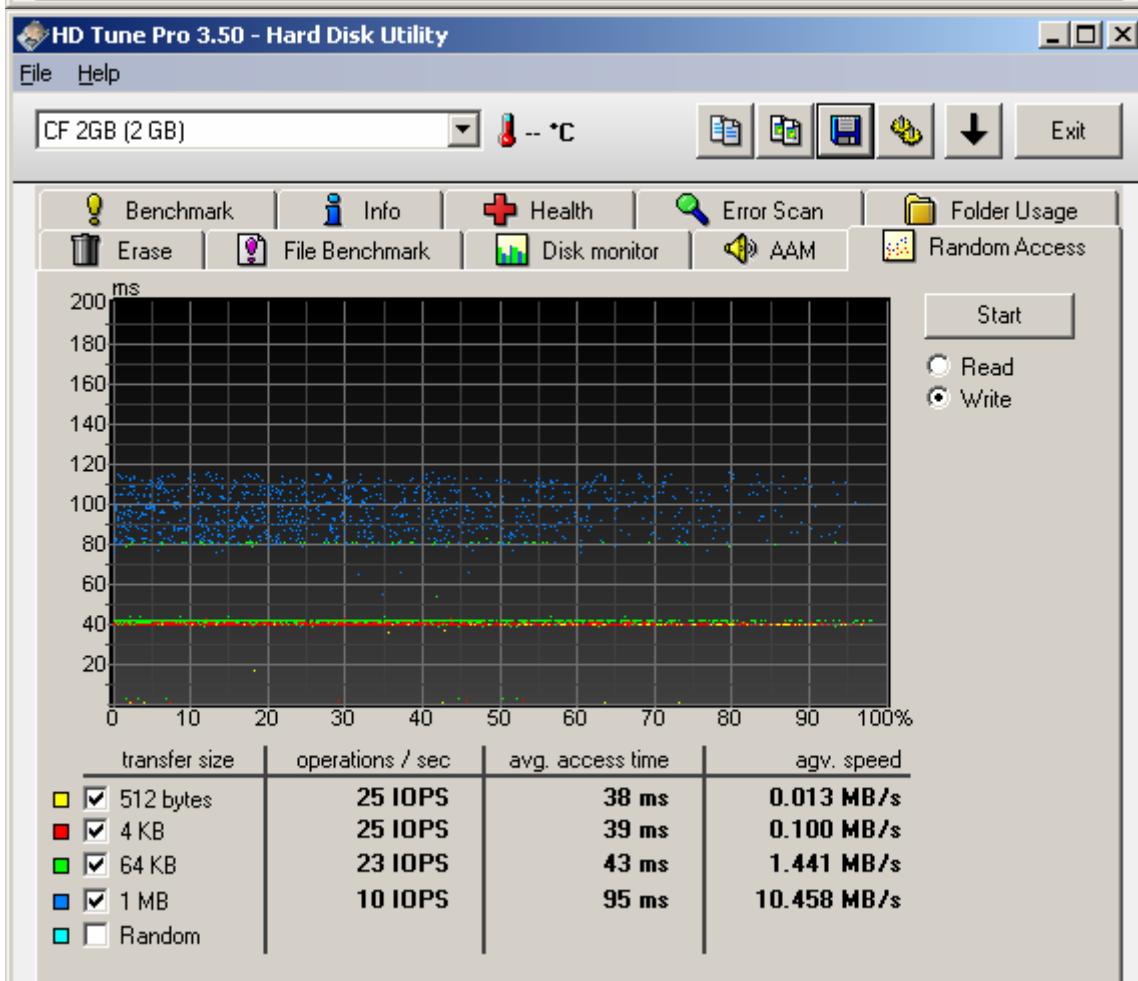 HD Tune Pro 3.50 - Hard Disk Utility
File Help
CF 2GB (2 GB) -- °C Exit
Benchmark Info Health Error Scan Folder Usage
Erase File Benchmark Disk monitor AAM Random Access
ms
200
180
160
140
120
100
80
60
40
20
0 10 20 30 40 50 60 70 80 90 100%
Start
Read
Write
transfer size operations / sec avg. access time agv. speed
512 bytes 25 IOPS 38 ms 0.013 MB/s
4 KB 25 IOPS 39 ms 0.100 MB/s
64 KB 23 IOPS 43 ms 1.441 MB/s
1 MB 10 IOPS 95 ms 10.458 MB/s
Random